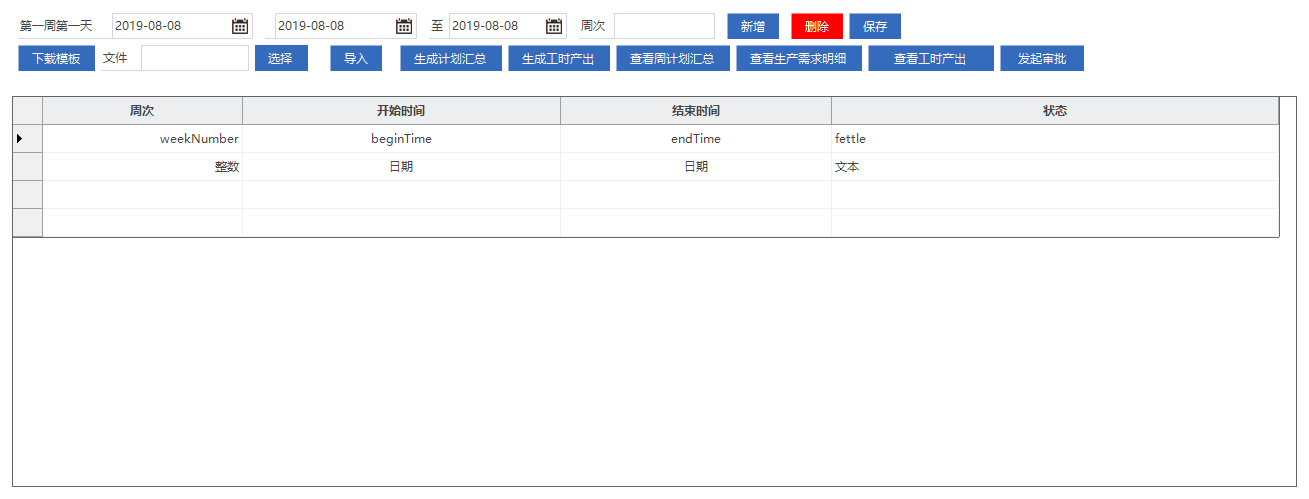 第一周第一天 2019-08-08 2019-08-08 至 2019-08-08 周次 新增 删除 保存
下载模板 文件 选择 导入 生成计划汇总 生成工时产出 查看周计划汇总 查看生产需求明细 查看工时产出 发起审批
周次 开始时间 结束时间 状态
weekNumber beginTime endTime fettle
整数 日期 日期 文本